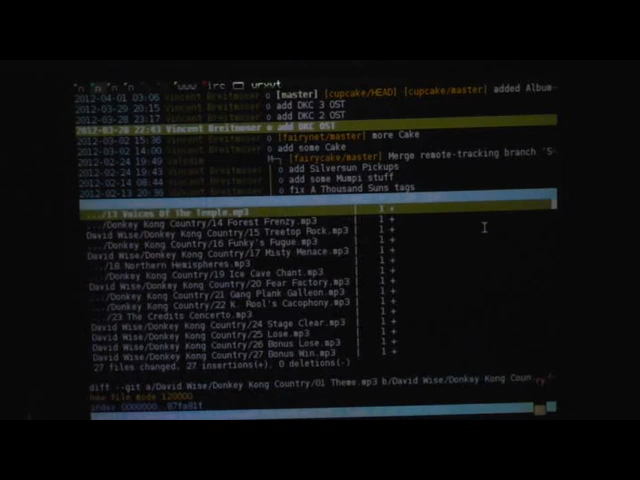 www irc urxvt
2012-04-01 03:06 Vincent Breitmoser o [master] [cupcake/HEAD] [cupcake/master] added Album-
2012-03-29 20:15 Vincent Breitmoser o add DKC 3 OST
2012-03-28 23:17 Vincent Breitmoser o add DKC 2 OST
2012-03-28 22:43 Vincent Breitmoser o add DKC OST
2012-03-02 15:36 Vincent Breitmoser o [fairynet/master] more Cake
2012-03-02 14:00 Vincent Breitmoser o add some Cake
2012-02-24 19:49 [fairycake/master] Merge remote-tracking branch 'S-
2012-02-24 19:43 Vincent Breitmoser o add Silversun Pickups
2012-02-14 08:44 Vincent Breitmoser o add some Mumpi stuff
2012-02-13 20:36 Vincent Breitmoser o fix A Thousand Suns tags
.../13 Voices Of The Temple.mp3 | 1 +
.../Donkey Kong Country/14 Forest Frenzy.mp3 | 1 +
David Wise/Donkey Kong Country/15 Treetop Rock.mp3 | 1 +
.../Donkey Kong Country/16 Funky's Fugue.mp3 | 1 +
David Wise/Donkey Kong Country/17 Misty Menace.mp3 | 1 +
.../18 Northern Hemispheres.mp3 | 1 +
.../Donkey Kong Country/19 Ice Cave Chant.mp3 | 1 +
David Wise/Donkey Kong Country/20 Fear Factory.mp3 | 1 +
.../Donkey Kong Country/21 Gang Plank Galleon.mp3 | 1 +
.../Donkey Kong Country/22 K. Rool's Cacophony.mp3 | 1 +
.../23 The Credits Concerto.mp3 | 1 +
David Wise/Donkey Kong Country/24 Stage Clear.mp3 | 1 +
David Wise/Donkey Kong Country/25 Lose.mp3 | 1 +
David Wise/Donkey Kong Country/26 Bonus Lose.mp3 | 1 +
David Wise/Donkey Kong Country/27 Bonus Win.mp3 | 1 +
27 files changed, 27 insertions(+), 0 deletions(-)
diff --git a/David Wise/Donkey Kong Country/01 Theme.mp3 b/David Wise/Donkey Kong Coun
new file mode 120000
index 0000000..87fa81f